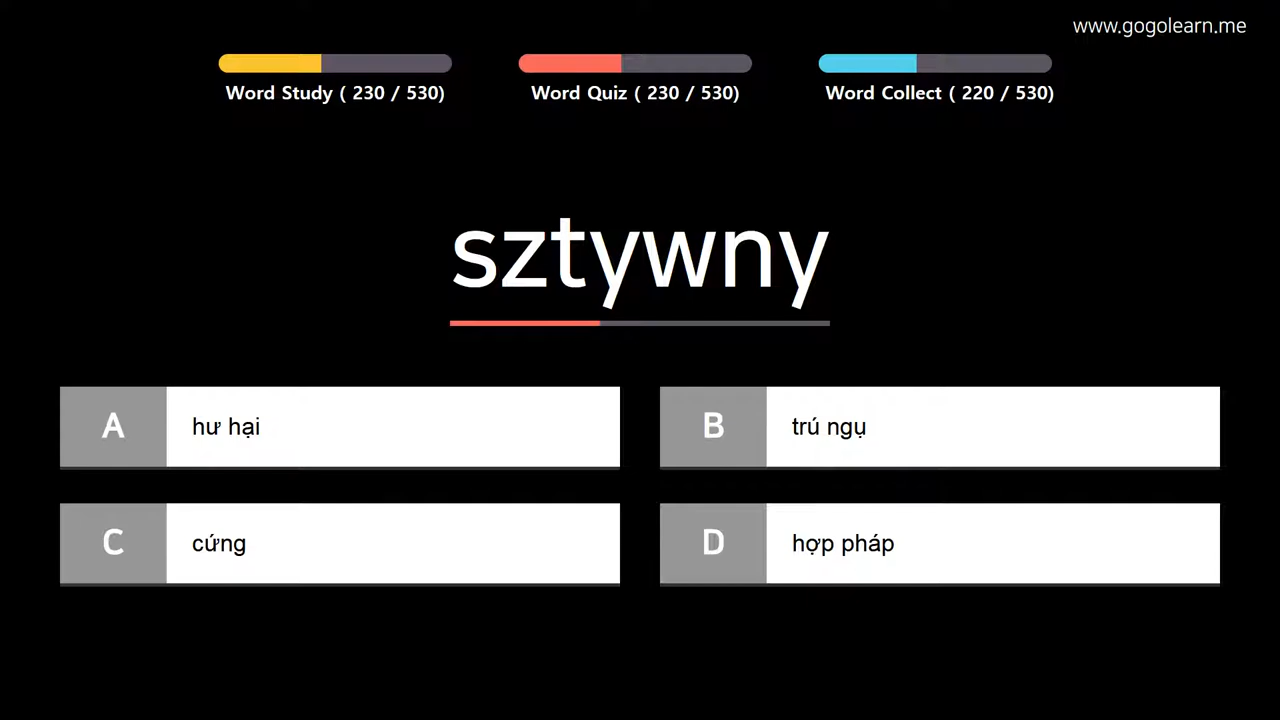 www.gogolearn.me
Word Study ( 230 / 530)
Word Quiz ( 230 / 530)
Word Collect ( 220 / 530)
sztywny
A hư hại
B trú ngụ
C cứng
D hợp pháp